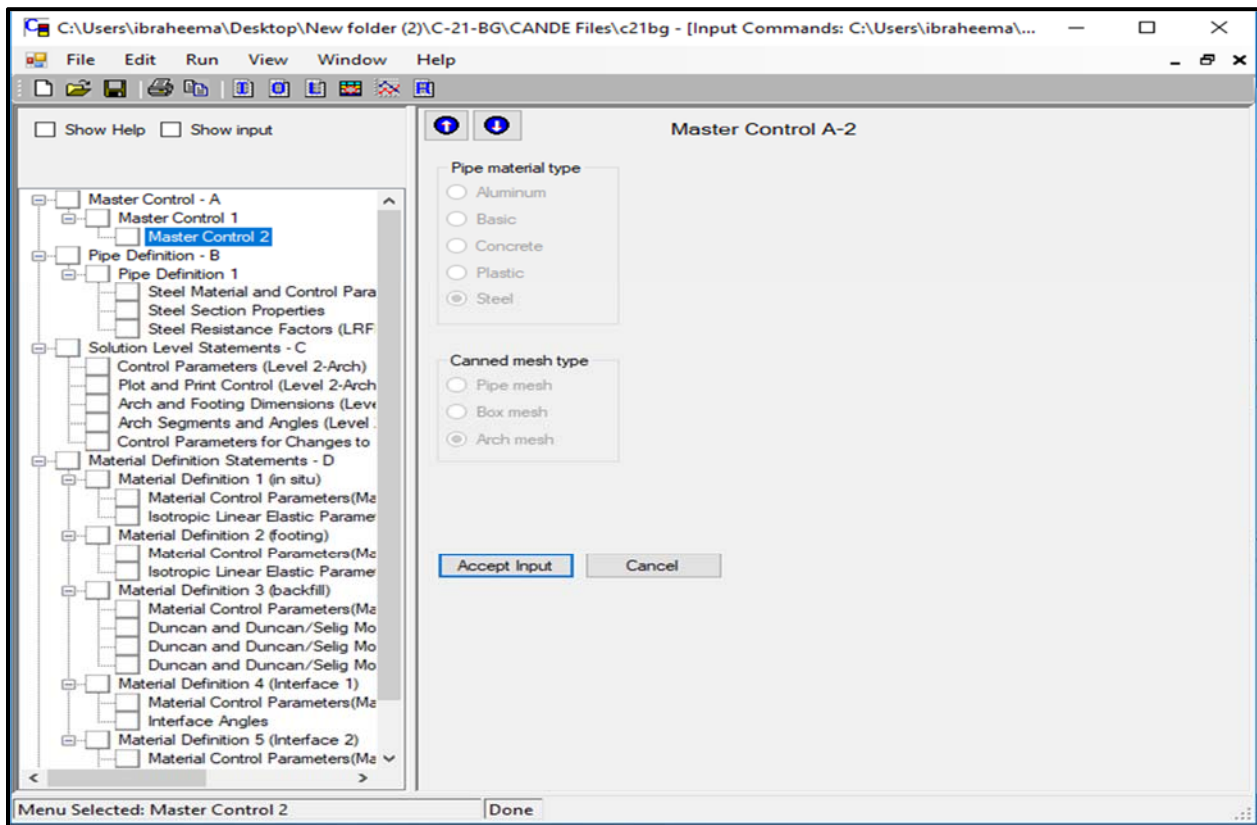 C:\Users\ibraheema\Desktop\New folder (2)\C-21-BG\CANDE Files\c21bg - [Input Commands: C:\Users\ibraheema\...
File Edit Run View Window Help
Show Help Show input
Master Control - A
Master Control 1
Master Control 2
Pipe Definition - B
Pipe Definition 1
Steel Material and Control Para
Steel Section Properties
Steel Resistance Factors (LRF
Solution Level Statements - C
Control Parameters (Level 2-Arch)
Plot and Print Control (Level 2-Arch
Arch and Footing Dimensions (Leve
Arch Segments and Angles (Level
Control Parameters for Changes to
Material Definition Statements - D
Material Definition 1 (in situ)
Material Control Parameters(Ma
Isotropic Linear Elastic Parame
Material Definition 2 (footing)
Material Control Parameters(Ma
Isotropic Linear Elastic Parame
Material Definition 3 (backfill)
Material Control Parameters(Ma
Duncan and Duncan/Selig Mo
Duncan and Duncan/Selig Mo
Duncan and Duncan/Selig Mo
Material Definition 4 (Interface 1)
Material Control Parameters(Ma
Interface Angles
Material Definition 5 (Interface 2)
Material Control Parameters(Ma
Master Control A-2
Pipe material type
Aluminum
Basic
Concrete
Plastic
Steel
Canned mesh type
Pipe mesh
Box mesh
Arch mesh
Accept Input Cancel
Menu Selected: Master Control 2 Done